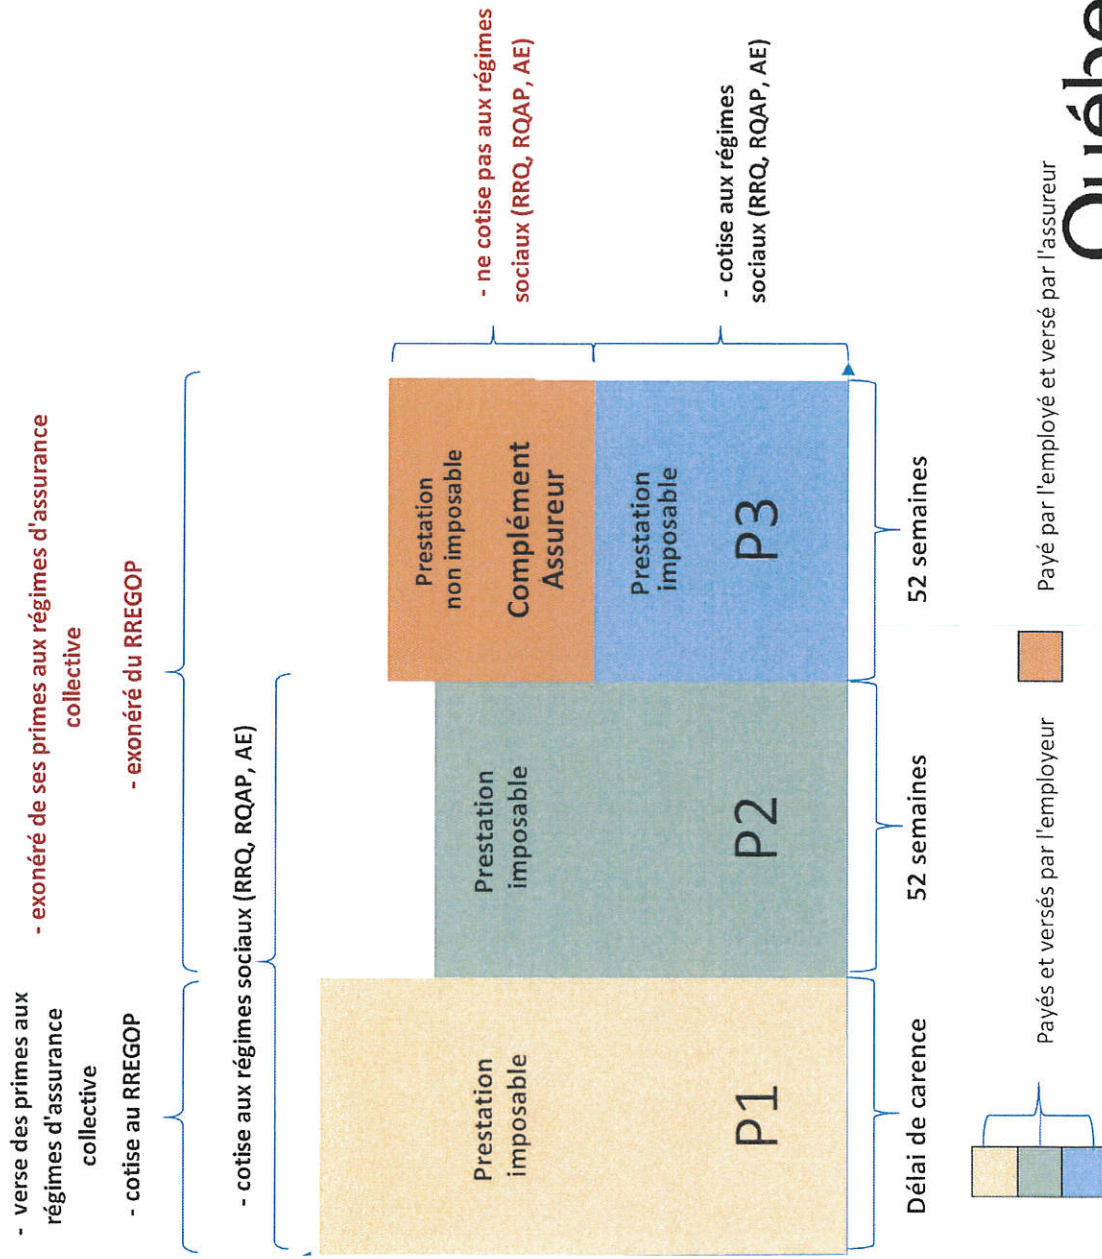 - verse des primes aux
régimes d'assurance
collective
- cotise au RREGOP
- exonéré de ses primes aux régimes d'assurance
collective
- exonéré du RREGOP
- cotise aux régimes sociaux (RRQ, RQAP, AE)
Prestation
imposable
P1
Prestation
imposable
P2
Prestation
non imposable
Complément
Assureur
Prestation
imposable
P3
- ne cotise pas aux régimes
sociaux (RRQ, RQAP, AE)
- cotise aux régimes
sociaux (RRQ, RQAP, AE)
Délai de carence
52 semaines
52 semaines
Payés et versés par l'employeur
Payé par l'employé et versé par l'assureur
Québe